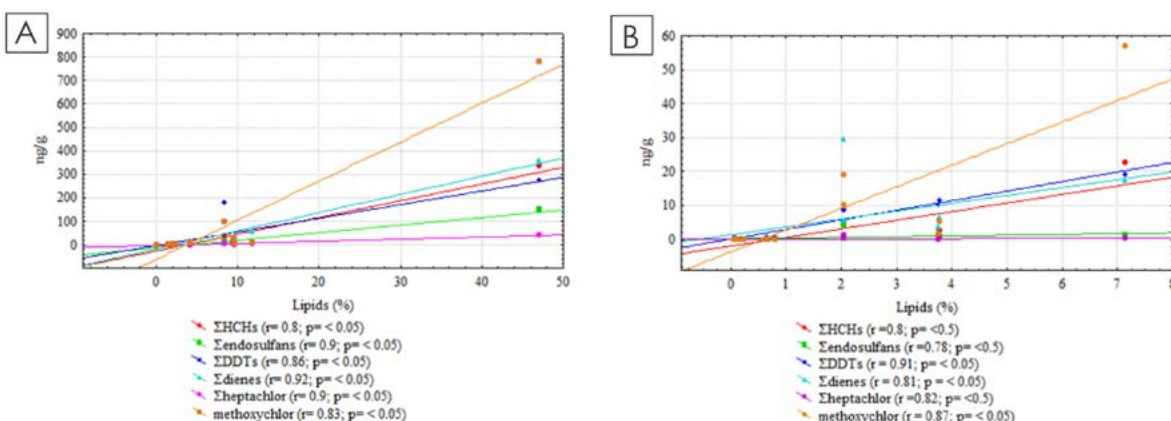 A
900
800
700
600
500
400
300
200
100
0
ng/g
0 10 20 30 40 50
Lipids (%)
ΣHCHs (r= 0.8; p= < 0.05)
Σendosulfans (r= 0.9; p= < 0.05)
ΣDDTs (r= 0.86; p= < 0.05)
Σdienes (r= 0.92; p= < 0.05)
Σheptachlor (r= 0.9; p= < 0.05)
methoxychlor (r= 0.83; p= < 0.05)
B
60
50
40
30
20
10
0
ng/g
0 1 2 3 4 5 6 7 8
Lipids (%)
ΣHCHs (r =0.8; p= <0.5)
Σendosulfans (r =0.78; p= <0.5)
ΣDDTs (r =0.91; p= < 0.05)
Σdienes (r = 0.81; p= < 0.05)
Σheptachlor (r =0.82; p= <0.5)
methoxychlor (r = 0.87; p= < 0.05)